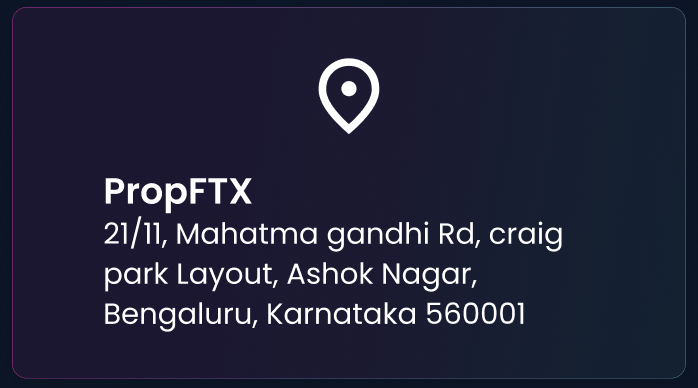 PropFTX
21/11, Mahatma gandhi Rd, craig
park Layout, Ashok Nagar,
Bengaluru, Karnataka 560001